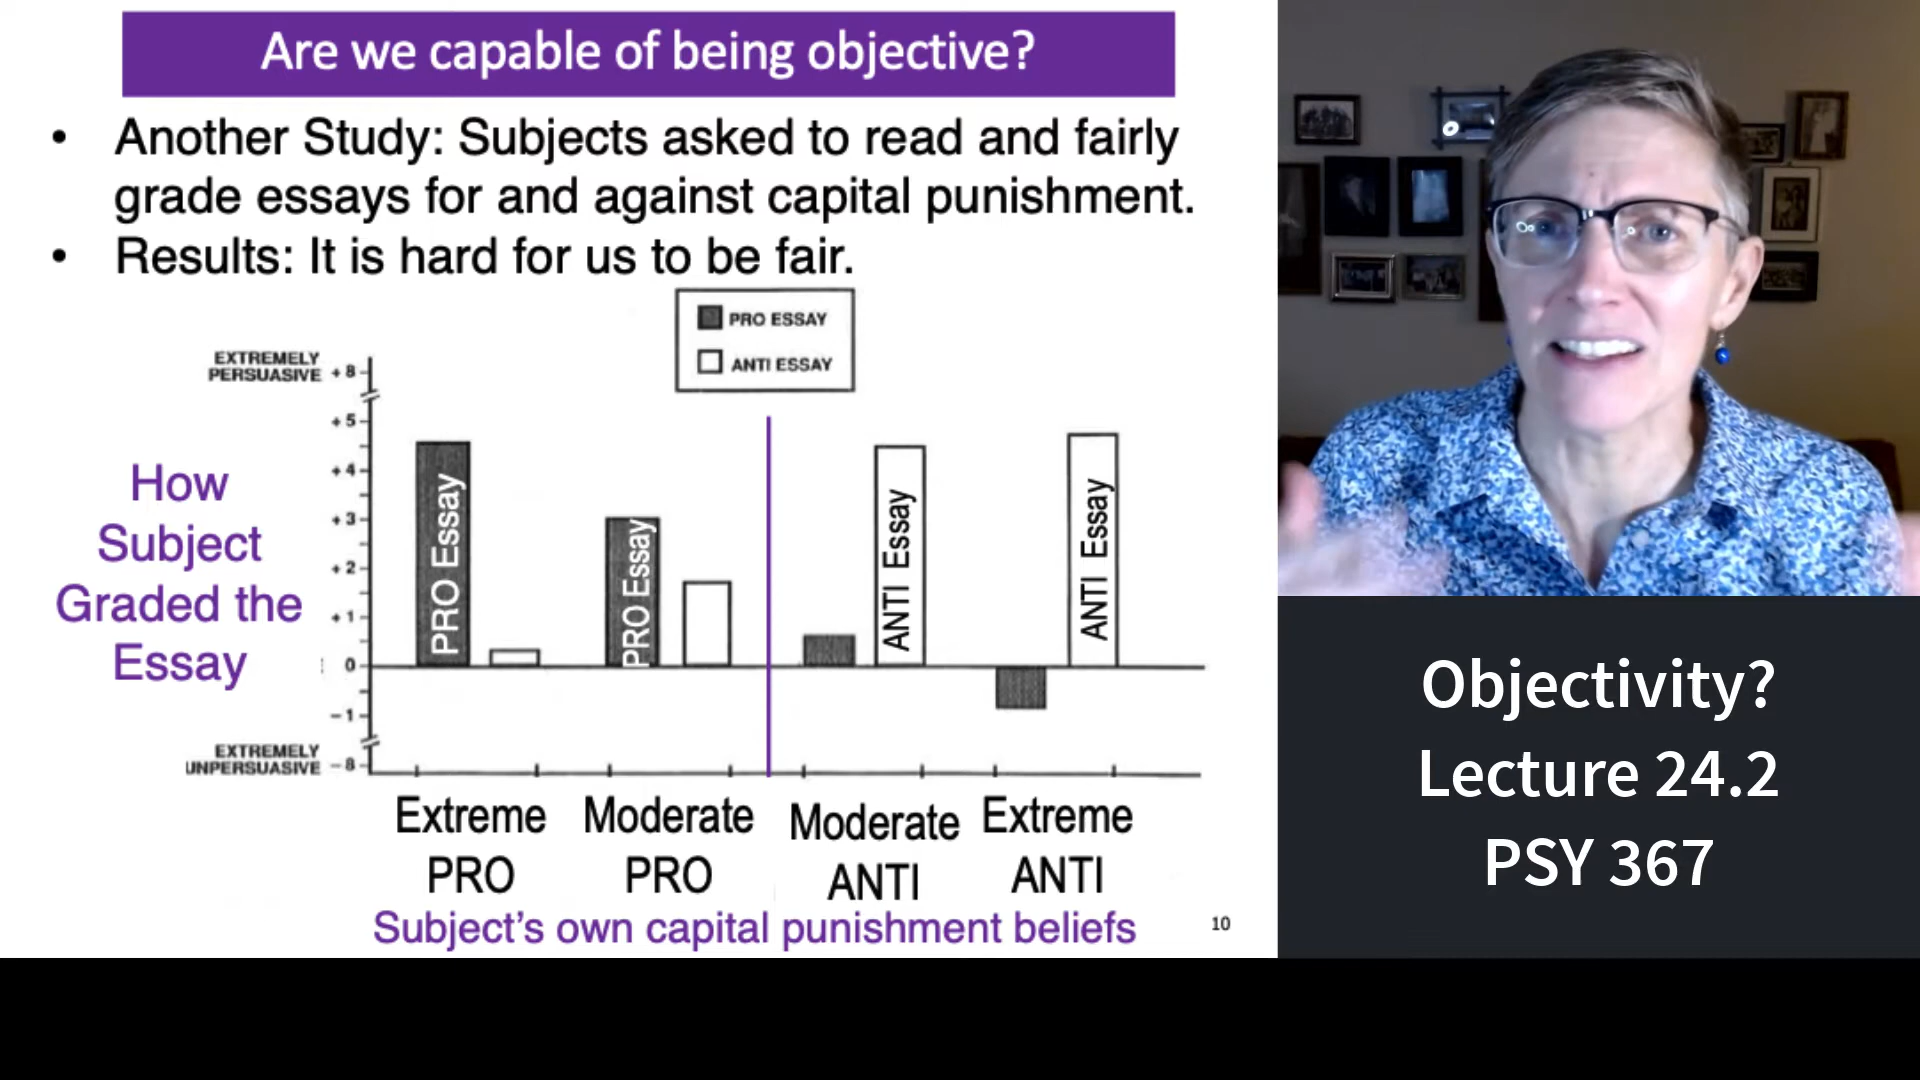 Are we capable of being objective?
• Another Study: Subjects asked to read and fairly
grade essays for and against capital punishment.
• Results: It is hard for us to be fair.
PRO ESSAY
ANTI ESSAY
EXTREMELY
PERSUASIVE
+8
+5
+4
+3
+2
+1
0
-1
EXTREMELY
UNPERSUASIVE
-8
How
Subject
Graded the
Essay
PRO Essay
PRO Essay
ANTI Essay
ANTI Essay
Extreme
PRO
Moderate
PRO
Moderate
ANTI
Extreme
ANTI
Subject's own capital punishment beliefs
10
Objectivity?
Lecture 24.2
PSY 367